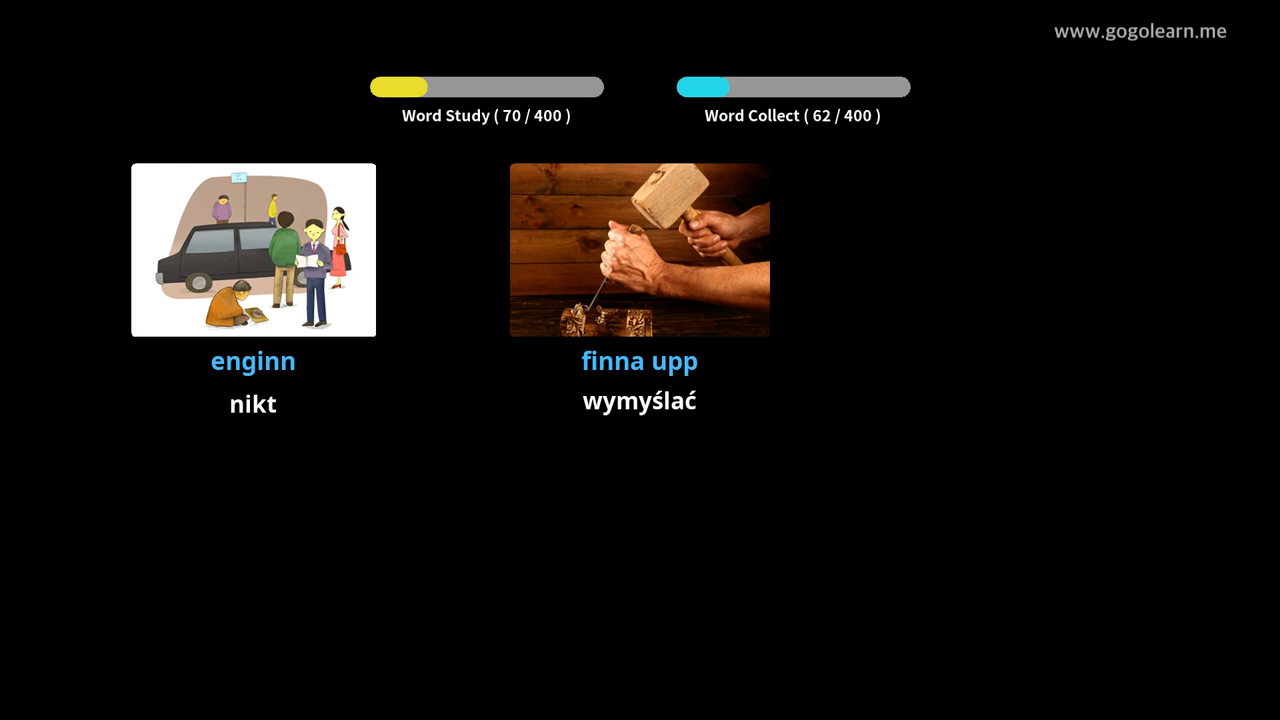 www.gogolearn.me
Word Study ( 70 / 400 )
Word Collect ( 62 / 400 )
enginn
finna upp
nikt
wymyślać